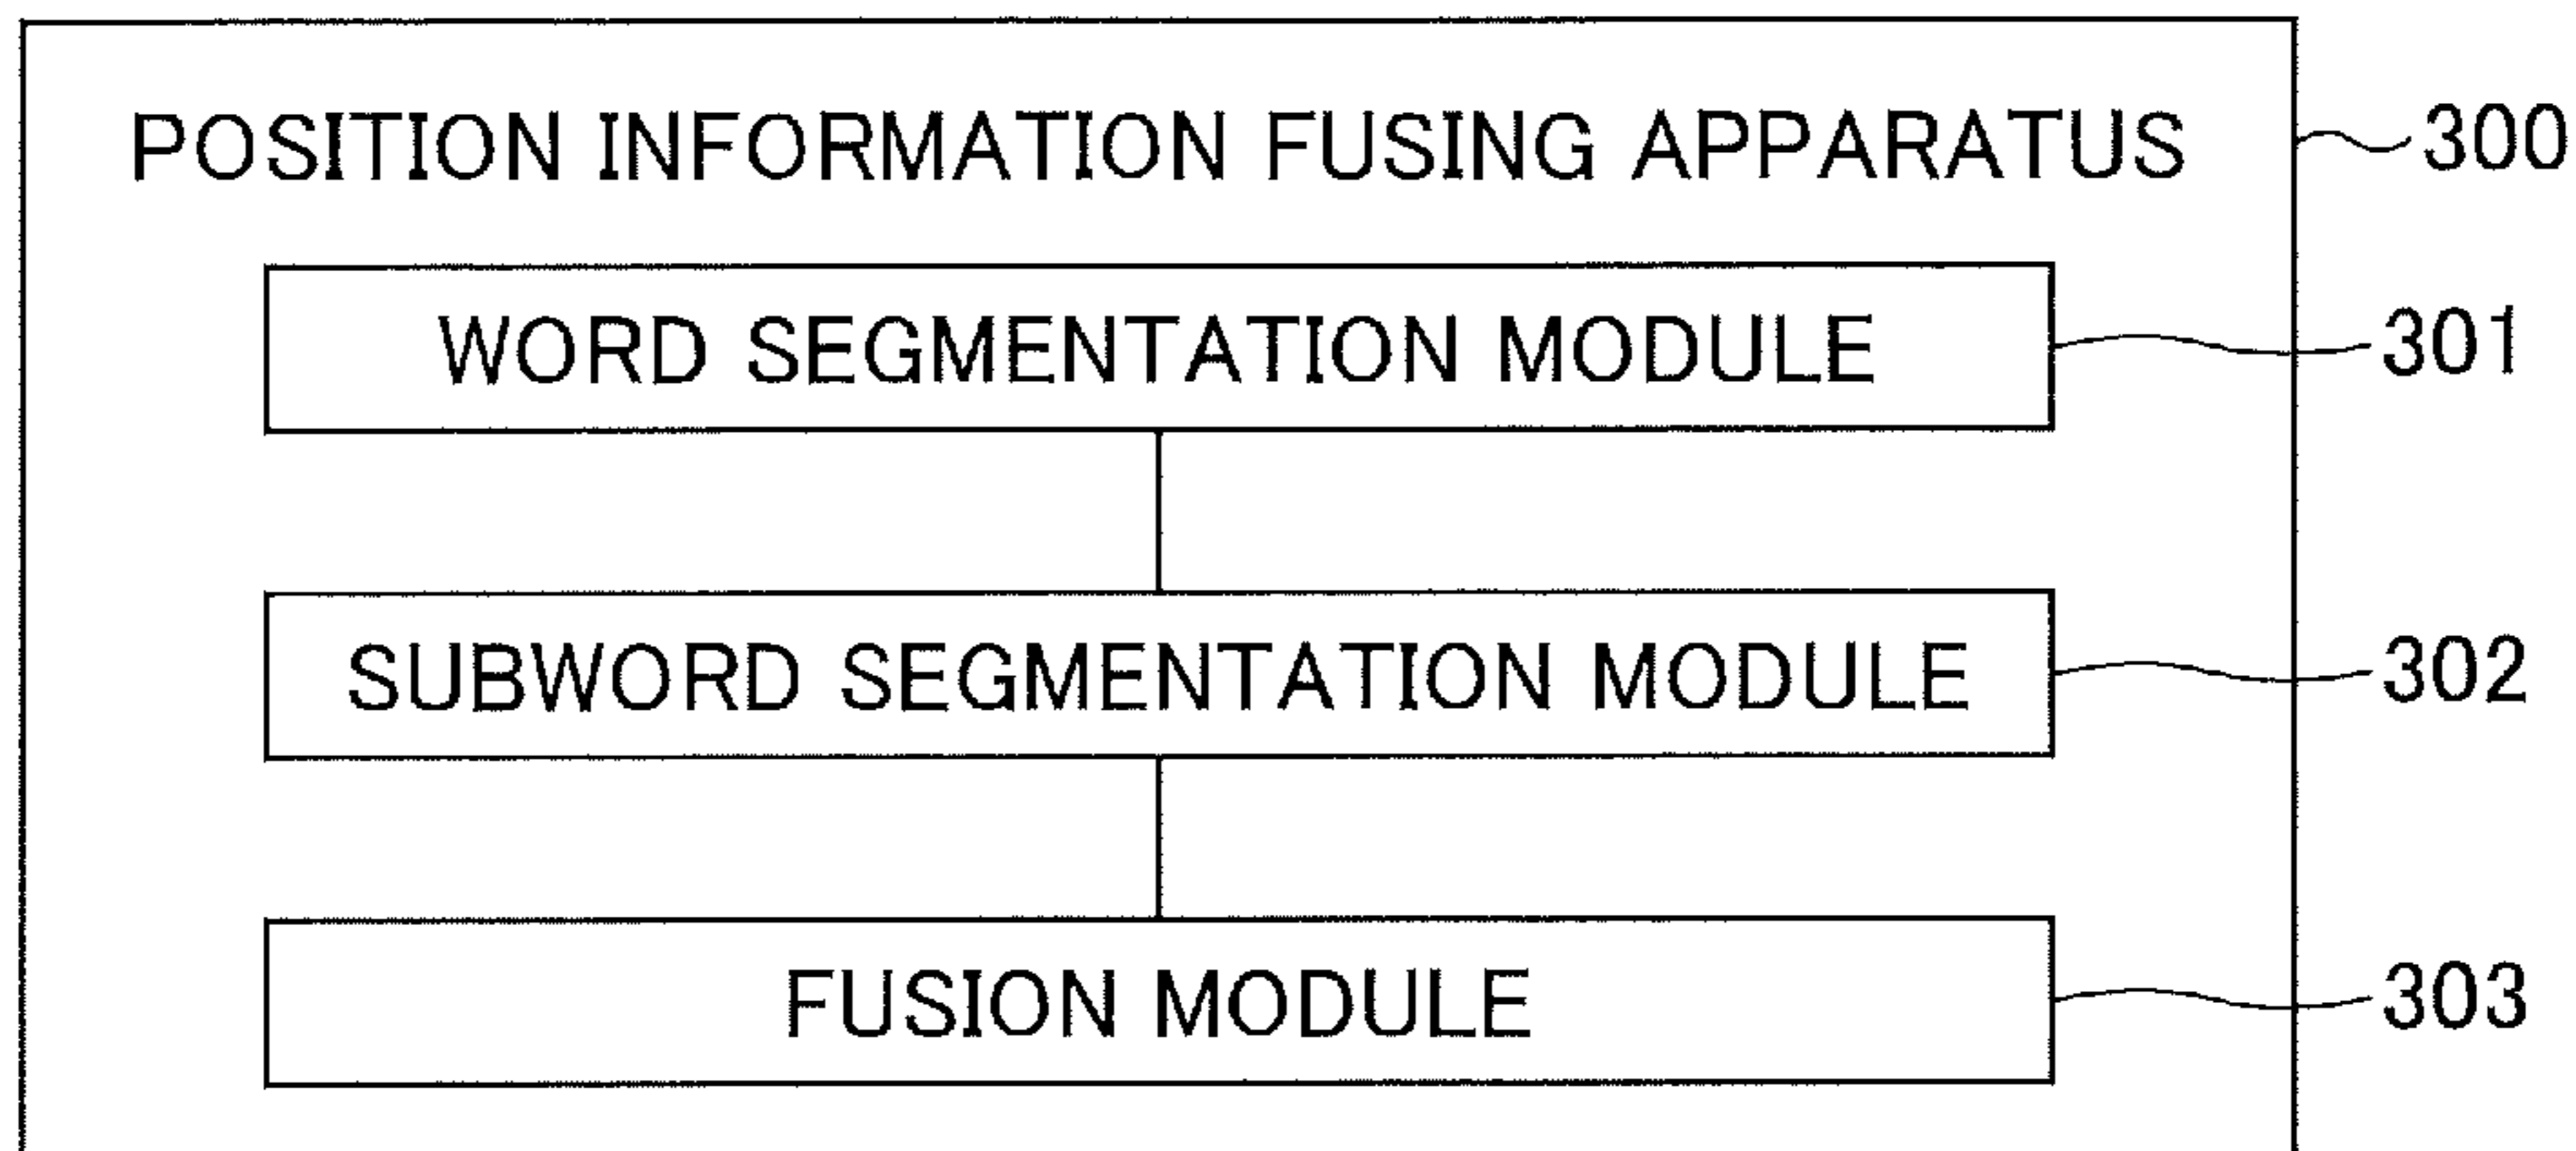 POSITION INFORMATION FUSING APPARATUS 300
WORD SEGMENTATION MODULE 301
SUBWORD SEGMENTATION MODULE 302
FUSION MODULE 303